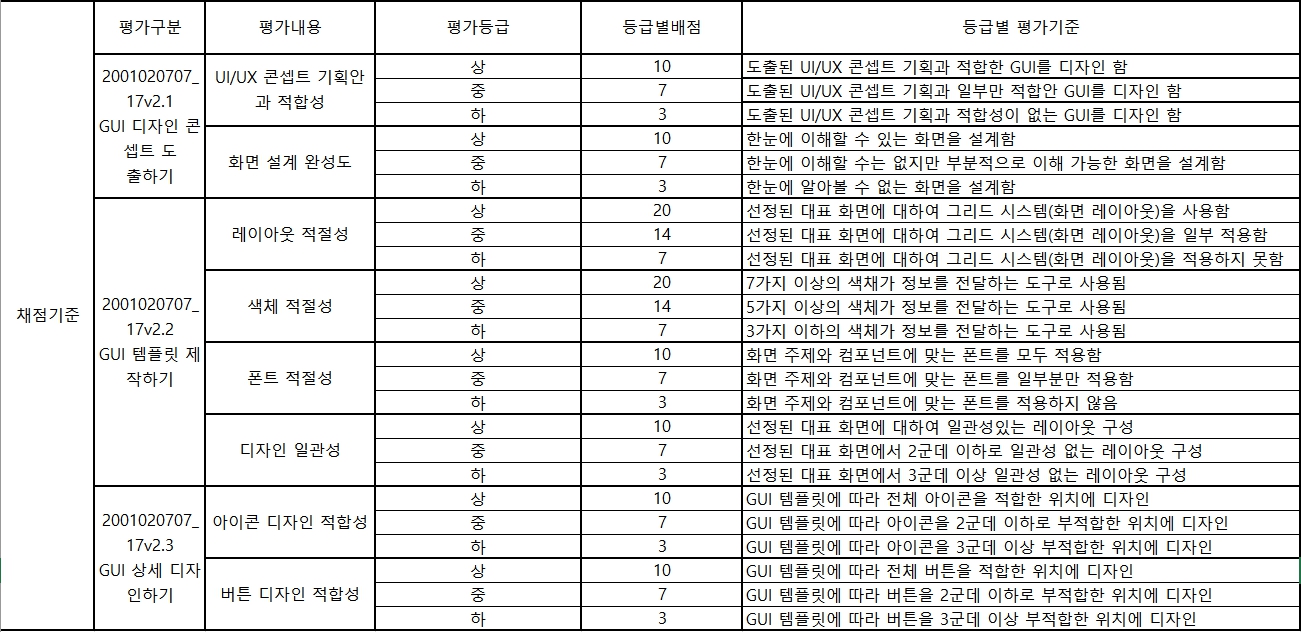 평가구분 평가내용 평가등급 등급별배점 등급별 평가기준
채점기준
2001020707_
17v2.1
GUI 디자인 콘
셉트 도
출하기
UI/UX 콘셉트 기획안
과 적합성
상 10 도출된 UI/UX 콘셉트 기획과 적합한 GUI를 디자인 함
중 7 도출된 UI/UX 콘셉트 기획과 일부만 적합안 GUI를 디자인 함
하 3 도출된 UI/UX 콘셉트 기획과 적합성이 없는 GUI를 디자인 함
화면 설계 완성도
상 10 한눈에 이해할 수 있는 화면을 설계함
중 7 한눈에 이해할 수는 없지만 부분적으로 이해 가능한 화면을 설계함
하 3 한눈에 알아볼 수 없는 화면을 설계함
2001020707_
17v2.2
GUI 템플릿 제
작하기
레이아웃 적절성
상 20 선정된 대표 화면에 대하여 그리드 시스템(화면 레이아웃)을 사용함
중 14 선정된 대표 화면에 대하여 그리드 시스템(화면 레이아웃)을 일부 적용함
하 7 선정된 대표 화면에 대하여 그리드 시스템(화면 레이아웃)을 적용하지 못함
색체 적절성
상 20 7가지 이상의 색채가 정보를 전달하는 도구로 사용됨
중 14 5가지 이상의 색체가 정보를 전달하는 도구로 사용됨
하 7 3가지 이하의 색체가 정보를 전달하는 도구로 사용됨
폰트 적절성
상 10 화면 주제와 컴포넌트에 맞는 폰트를 모두 적용함
중 7 화면 주제와 컴포넌트에 맞는 폰트를 일부분만 적용함
하 3 화면 주제와 컴포넌트에 맞는 폰트를 적용하지 않음
디자인 일관성
상 10 선정된 대표 화면에 대하여 일관성있는 레이아웃 구성
중 7 선정된 대표 화면에서 2군데 이하로 일관성 없는 레이아웃 구성
하 3 선정된 대표 화면에서 3군데 이상 일관성 없는 레이아웃 구성
2001020707_
17v2.3
GUI 상세 디자
인하기
아이콘 디자인 적합성
상 10 GUI 템플릿에 따라 전체 아이콘을 적합한 위치에 디자인
중 7 GUI 템플릿에 따라 아이콘을 2군데 이하로 부적합한 위치에 디자인
하 3 GUI 템플릿에 따라 아이콘을 3군데 이상 부적합한 위치에 디자인
버튼 디자인 적합성
상 10 GUI 템플릿에 따라 전체 버튼을 적합한 위치에 디자인
중 7 GUI 템플릿에 따라 버튼을 2군데 이하로 부적합한 위치에 디자인
하 3 GUI 템플릿에 따라 버튼을 3군데 이상 부적합한 위치에 디자인